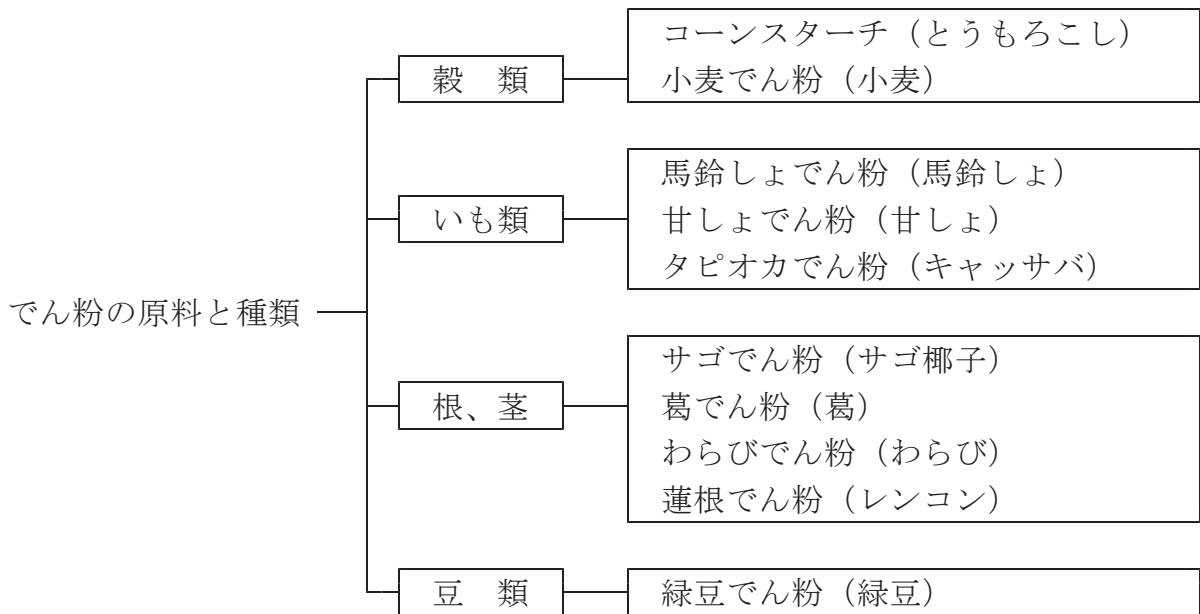 コーンスターチ（とうもろこし）
穀　類
小麦でん粉（小麦）
馬鈴しょでん粉（馬鈴しょ）
いも類
甘しょでん粉（甘しょ）
タピオカでん粉（キャッサバ）
でん粉の原料と種類
サゴでん粉（サゴ椰子）
根、茎
葛でん粉（葛）
わらびでん粉（わらび）
蓮根でん粉（レンコン）
豆　類
緑豆でん粉（緑豆）